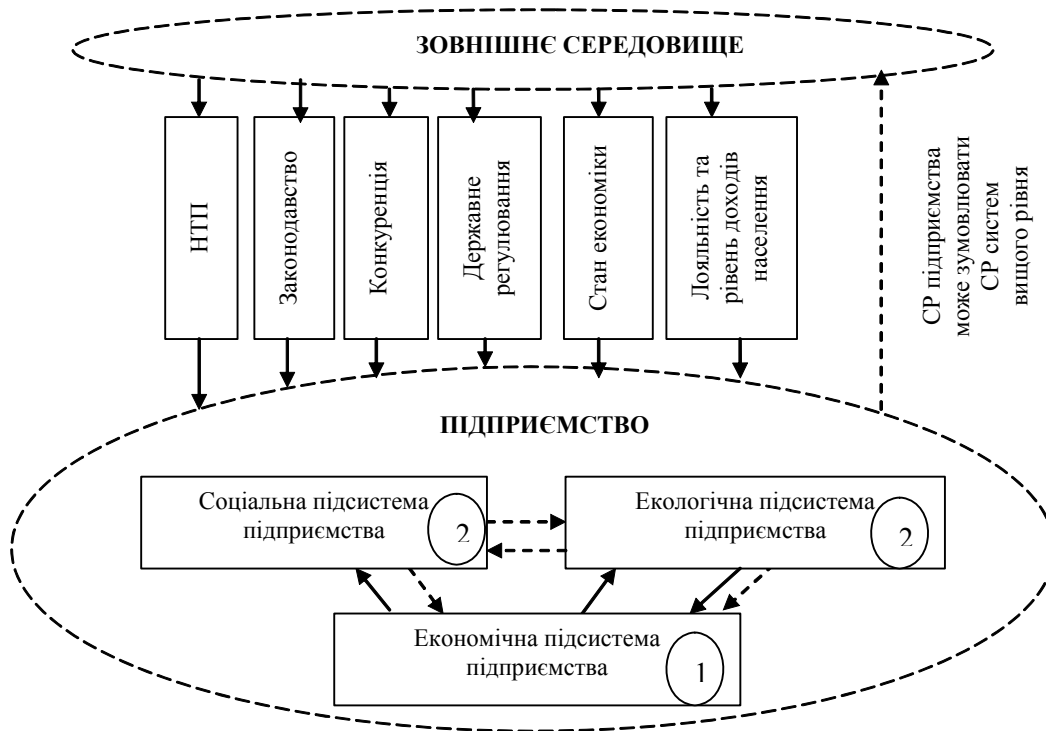 ЗОВНІШНЄ СЕРЕДОВИЩЕ
НТП
Законодавство
Конкуренція
Державне
регулювання
Стан економіки
Лояльність та
рівень доходів
населення
СР підприємства
може зумовлювати
СР систем
вищого рівня
ПІДПРИЄМСТВО
Соціальна підсистема
підприємства
2
Екологічна підсистема
підприємства
2
Економічна підсистема
підприємства
1